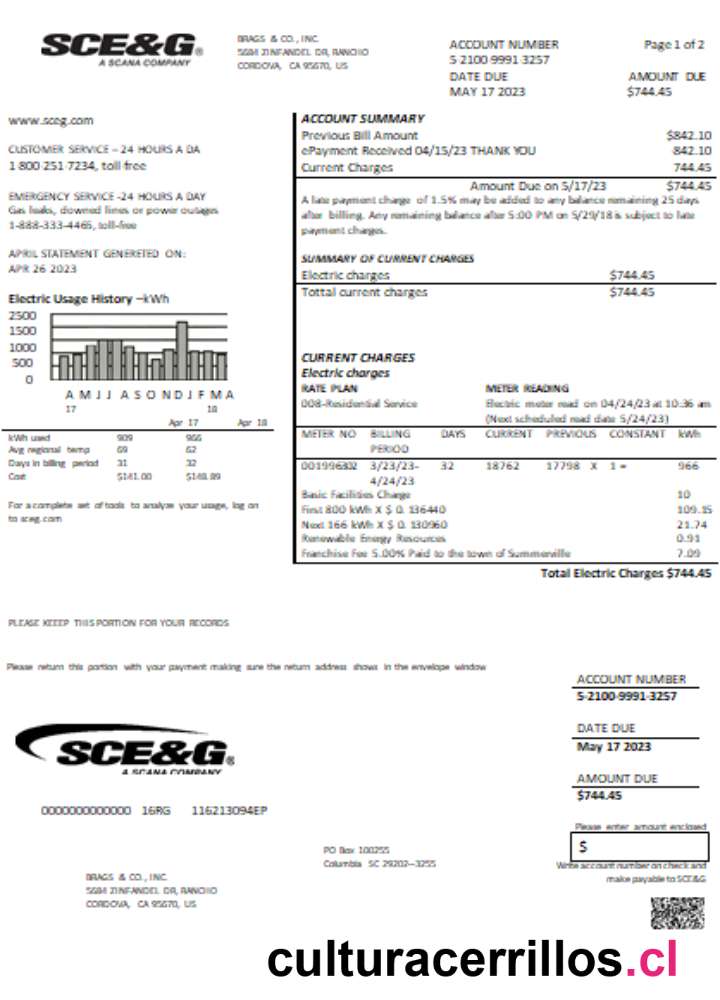 SCE&G®
A SCANA COMPANY
BRAGS & CO., INC.
5684 ZINFANDEL DR, RANCHO
CORDOVA, CA 95670, US
ACCOUNT NUMBER
5-2100-9991-3257
DATE DUE
MAY 17 2023
Page 1 of 2
AMOUNT DUE
$744.45
www.sceg.com
CUSTOMER SERVICE – 24 HOURS A DA
1-800-251-7234, toll-free
EMERGENCY SERVICE -24 HOURS A DAY
Gas leaks, downed lines or power outages
1-888-333-4465, toll-free
APRIL STATEMENT GENERETED ON:
APR 26 2023
Electric Usage History –kWh
2500
1500
1000
500
0
A M J J A S O N D J F M A
17 18
Apr 17 Apr 18
kWh used 909 966
Avg regional temp 69 62
Days in billing period 31 32
Cost $141.00 $148.89
For a complete set of tools to analyze your usage, log on
to sceg.com
ACCOUNT SUMMARY
Previous Bill Amount $842.10
ePayment Received 04/15/23 THANK YOU 842.10
Current Charges 744.45
Amount Due on 5/17/23 $744.45
A late payment charge of 1.5% may be added to any balance remaining 25 days
after billing. Any remaining balance after 5:00 PM on 5/29/18 is subject to late
payment charges.
SUMMARY OF CURRENT CHARGES
Electric charges $744.45
Tottal current charges $744.45
CURRENT CHARGES
Electric charges
RATE PLAN METER READING
008-Residential Service Electric meter read on 04/24/23 at 10:36 am
(Next scheduled read date 5/24/23)
METER NO BILLING PERIOD DAYS CURRENT PREVIOUS CONSTANT kWh
3/23/23- 32 18762 17798 X 1 = 966
4/24/23
Basic Facilities Charge 10
First 800 kWh X $ 0. 136440 109.15
Next 166 kWh X $ 0. 130960 21.74
Renewable Energy Resources 0.91
Franchise Fee 5.00% Paid to the town of Summerville 7.09
Total Electric Charges $744.45
PLEASE KEEEP THIS PORTION FOR YOUR RECORDS
Please return this portion with your payment making sure the return address shows in the envelope window
ACCOUNT NUMBER
5-2100-9991-3257
DATE DUE
May 17 2023
AMOUNT DUE
$744.45
Please enter amount enclosed
$
Write account number on check and
make payable to SCE&G
SCE&G®
A SCANA COMPANY
0000000000000 16RG 116213094EP
PO Box 100255
Columbia SC 29202--3255
BRAGS & CO., INC.
5684 ZINFANDEL DR, RANCHO
CORDOVA, CA 95670, US
culturacerrillos.cl